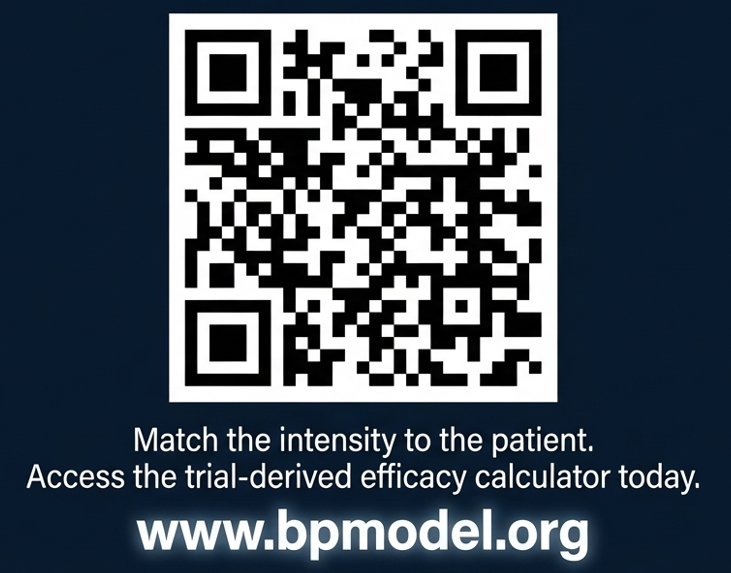 Match the intensity to the patient.
Access the trial-derived efficacy calculator today.
www.bpmodel.org